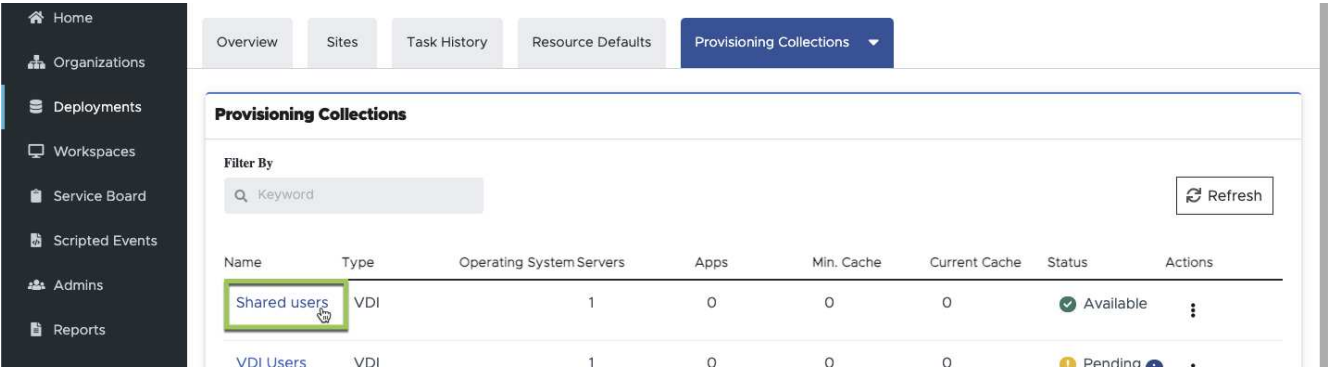 Home
Organizations
Deployments
Workspaces
Service Board
Scripted Events
Admins
Reports
Overview Sites Task History Resource Defaults Provisioning Collections
Provisioning Collections
Filter By
Keyword
Refresh
Name Type Operating System Servers Apps Min. Cache Current Cache Status Actions
Shared users VDI 1 0 0 0 Available
VDI Users VDI 1 0 0 0 Pending